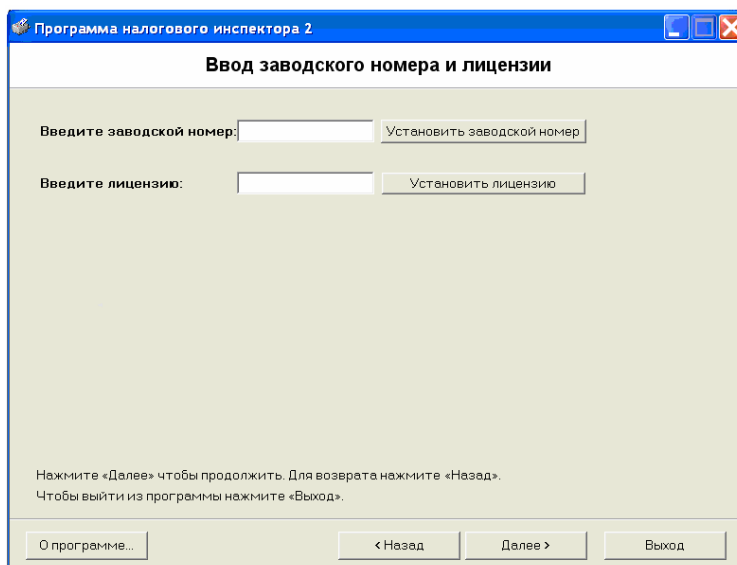 Программа налогового инспектора 2
Ввод заводского номера и лицензии
Введите заводской номер: Установить заводской номер
Введите лицензию: Установить лицензию
Нажмите «Далее» чтобы продолжить. Для возврата нажмите «Назад».
Чтобы выйти из программы нажмите «Выход».
О программе... < Назад Далее > Выход